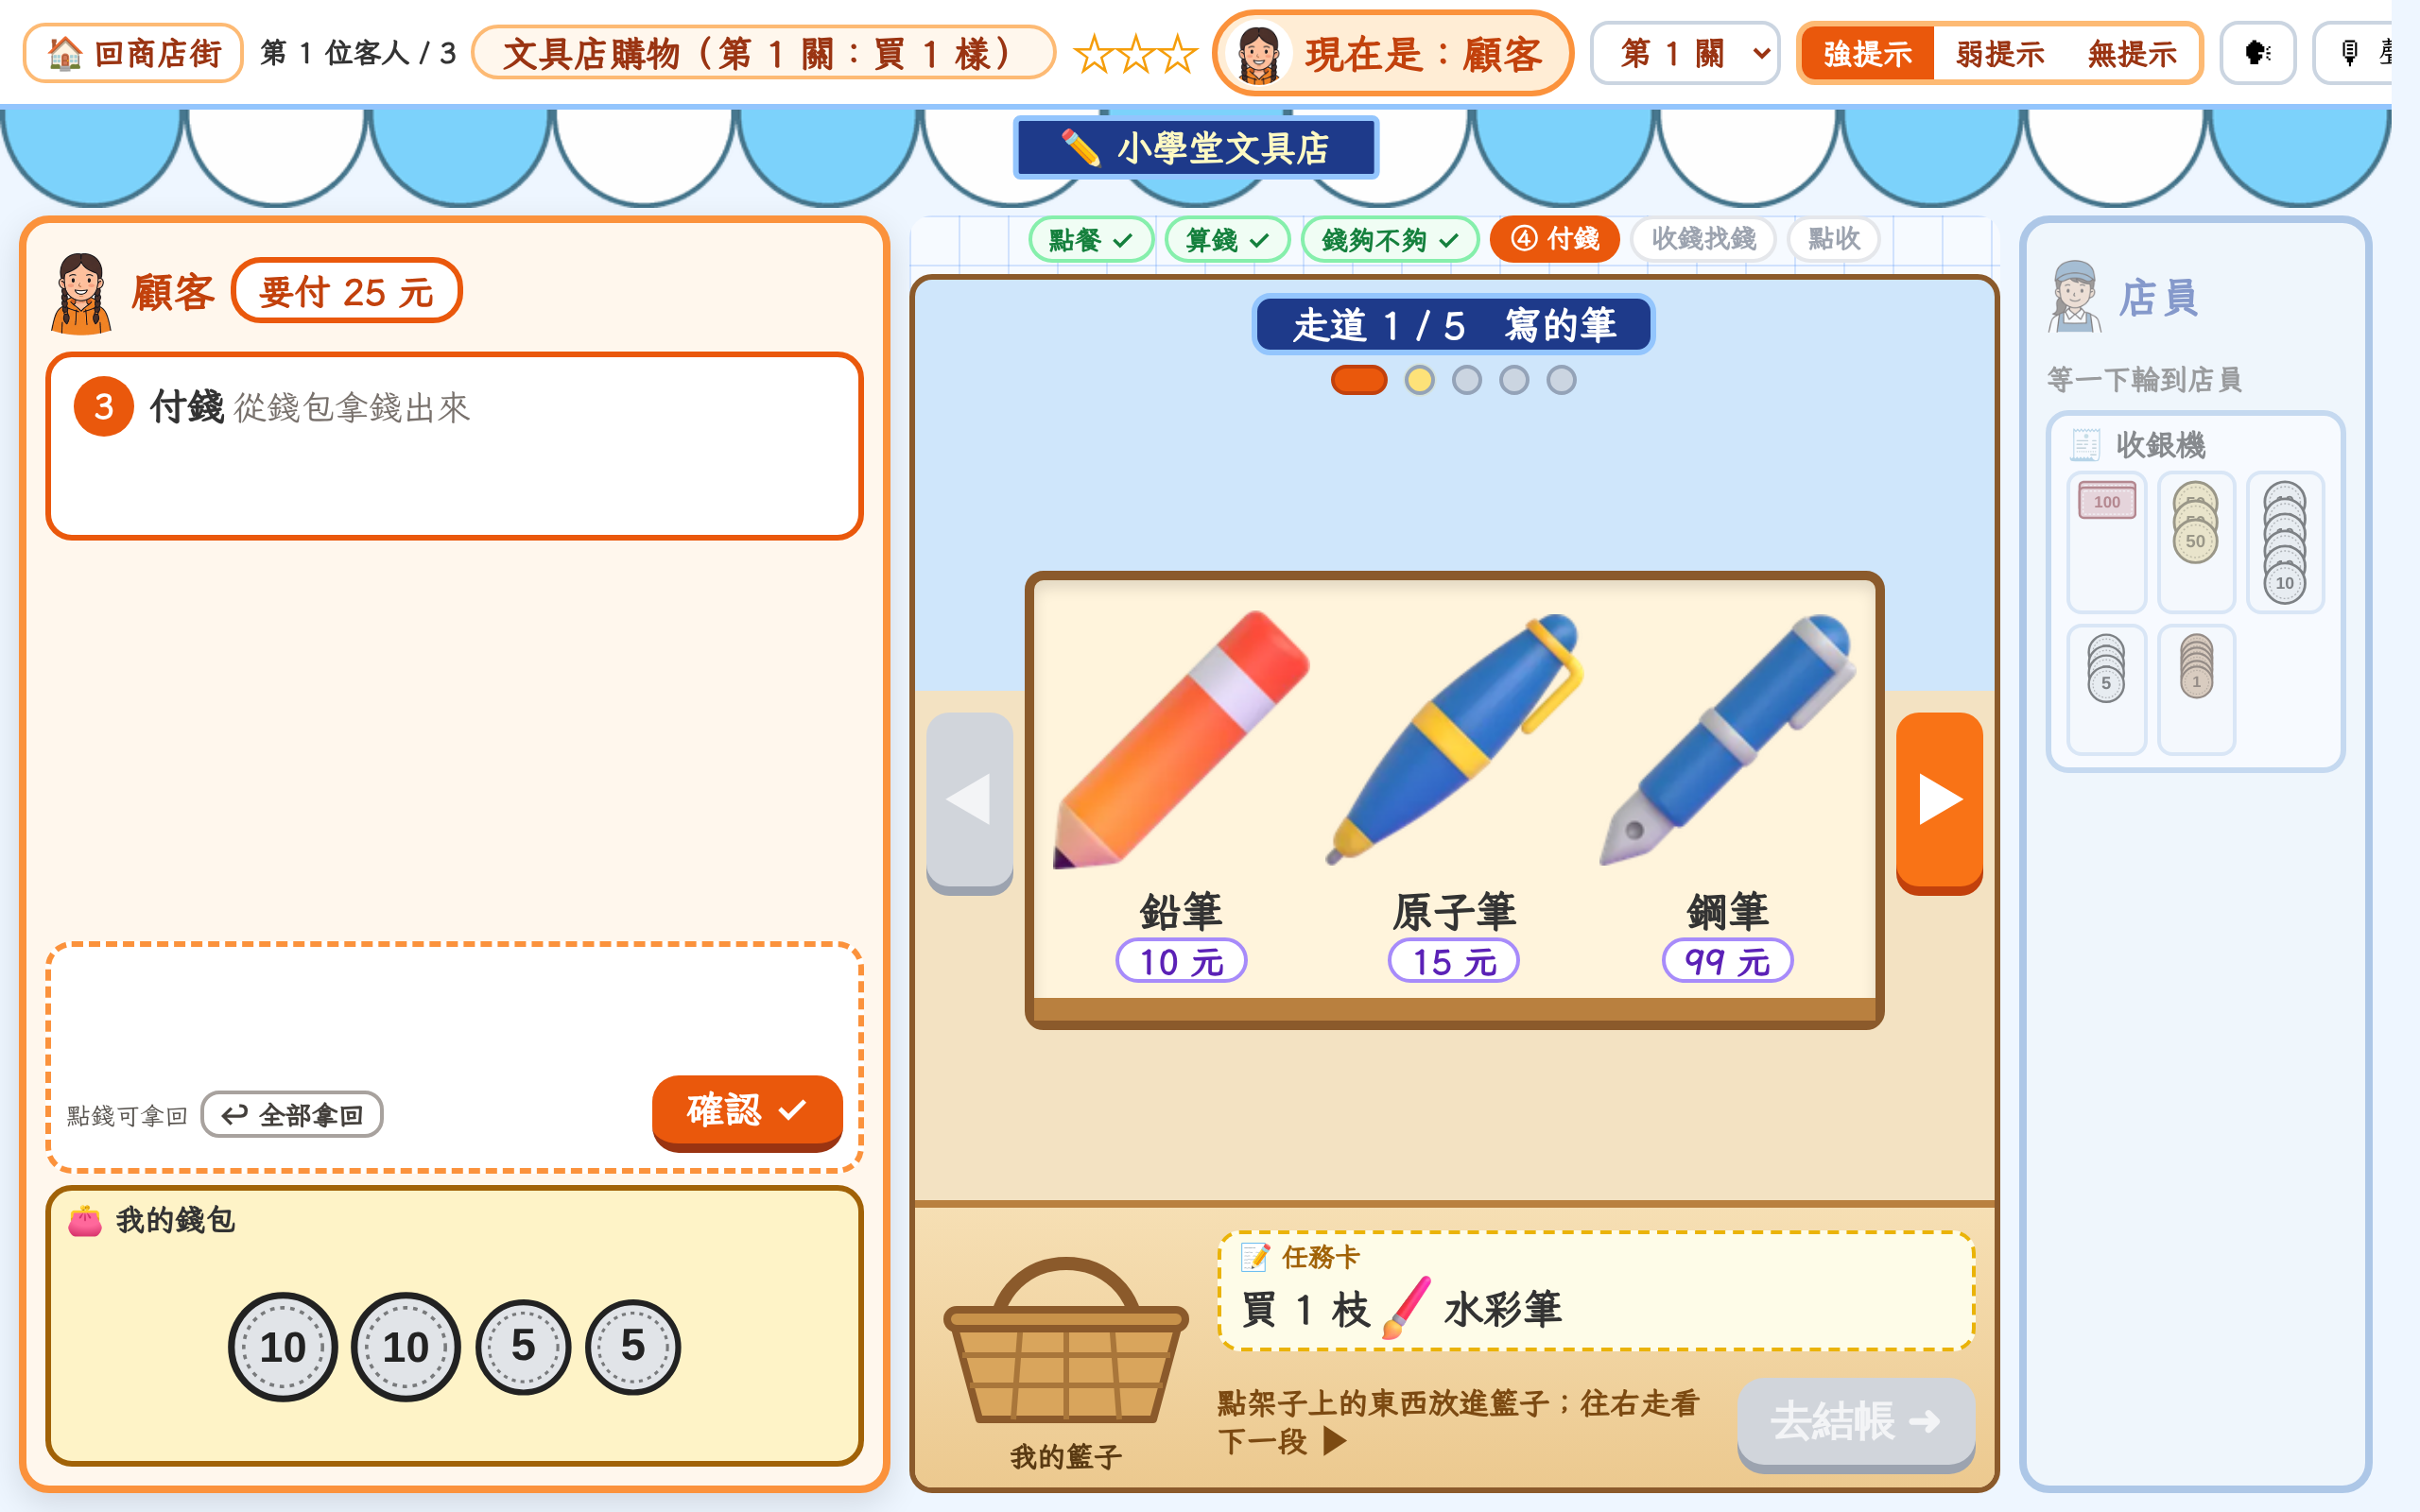 回商店街
第 1 位客人 / 3
文具店購物（第 1 關：買 1 樣）
現在是：顧客
第 1 關
強提示
弱提示
無提示
小學堂文具店
顧客
要付 25 元
3 付錢 從錢包拿錢出來
點錢可拿回
↩ 全部拿回
確認 ✓
我的錢包
10
10
5
5
點餐 ✓
算錢 ✓
錢夠不夠 ✓
④ 付錢
收錢找錢
點收
走道 1 / 5 寫的筆
鉛筆
原子筆
鋼筆
10 元
15 元
99 元
任務卡
買 1 枝 水彩筆
點架子上的東西放進籃子；往右走看
下一段 ▶
去結帳 ➜
我的籃子
店員
等一下輪到店員
收銀機
100
50
10
5
1